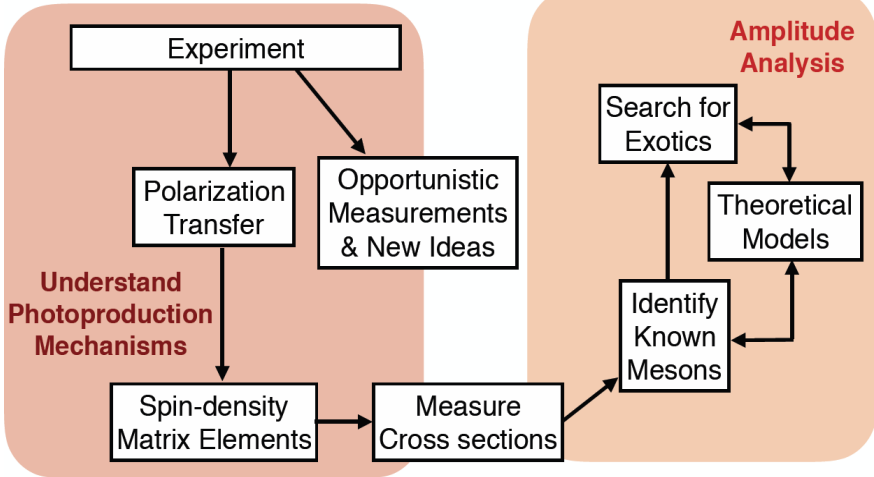 Experiment
Polarization
Transfer
Opportunistic
Measurements
& New Ideas
Understand
Photoproduction
Mechanisms
Spin-density
Matrix Elements
Measure
Cross sections
Amplitude
Analysis
Search for
Exotics
Theoretical
Models
Identify
Known
Mesons